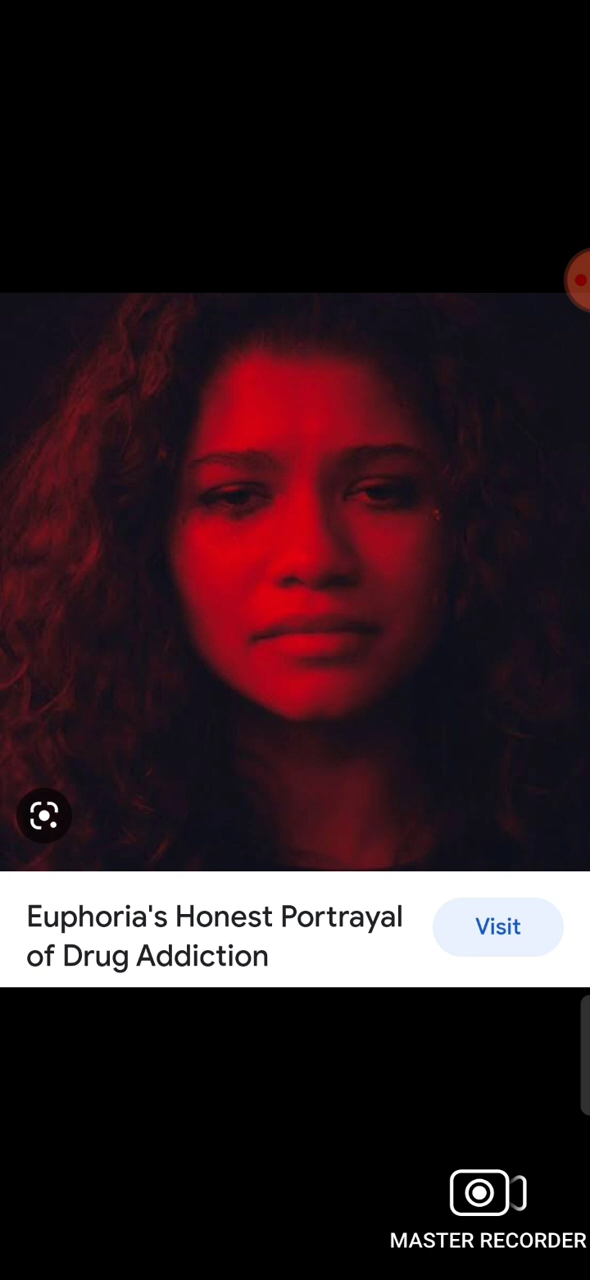 Euphoria's Honest Portrayal
of Drug Addiction
Visit
MASTER RECORDER